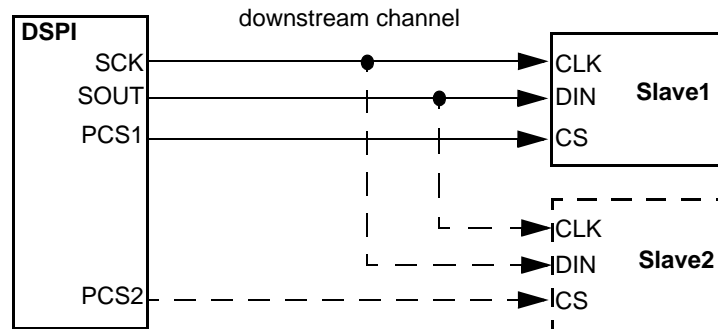 downstream channel
DSPI
SCK
SOUT
PCS1
PCS2
CLK
DIN
CS
Slave1
CLK
DIN
CS
Slave2